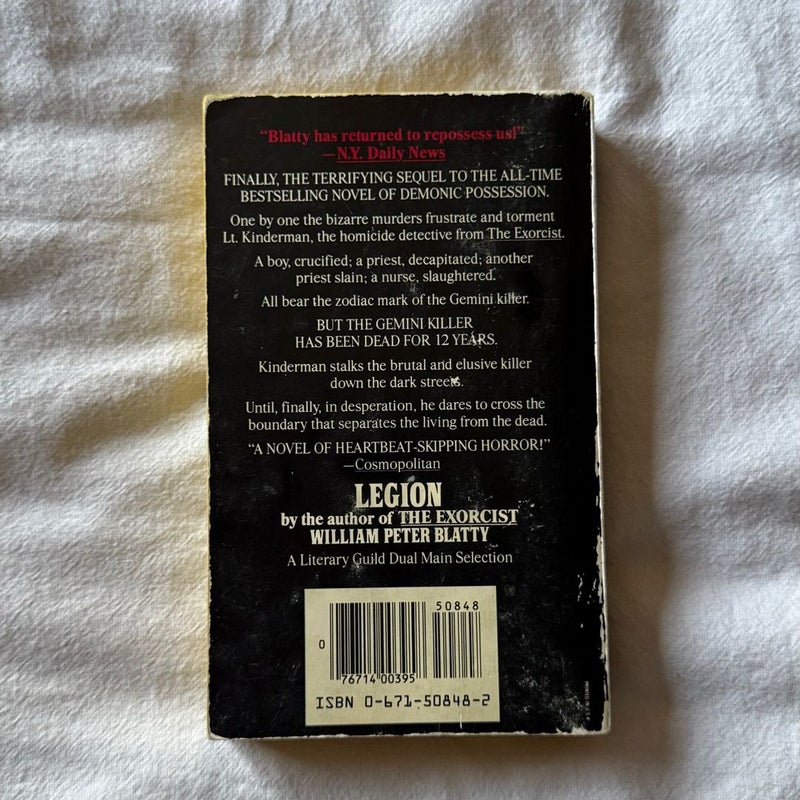 "Blatty has returned to repossess us!"
—N.Y. Daily News
FINALLY, THE TERRIFYING SEQUEL TO THE ALL-TIME
BESTSELLING NOVEL OF DEMONIC POSSESSION.
One by one the bizarre murders frustrate and torment
Lt. Kinderman, the homicide detective from The Exorcist.
A boy, crucified; a priest, decapitated; another
priest slain; a nurse, slaughtered.
All bear the zodiac mark of the Gemini killer.
BUT THE GEMINI KILLER
HAS BEEN DEAD FOR 12 YEARS.
Kinderman stalks the brutal and elusive killer
down the dark streets.
Until, finally, in desperation, he dares to cross the
boundary that separates the living from the dead.
"A NOVEL OF HEARTBEAT-SKIPPING HORROR!"
—Cosmopolitan
LEGION
by the author of THE EXORCIST
WILLIAM PETER BLATTY
A Literary Guild Dual Main Selection
50848
0
76714 00395
ISBN 0-671-50848-2